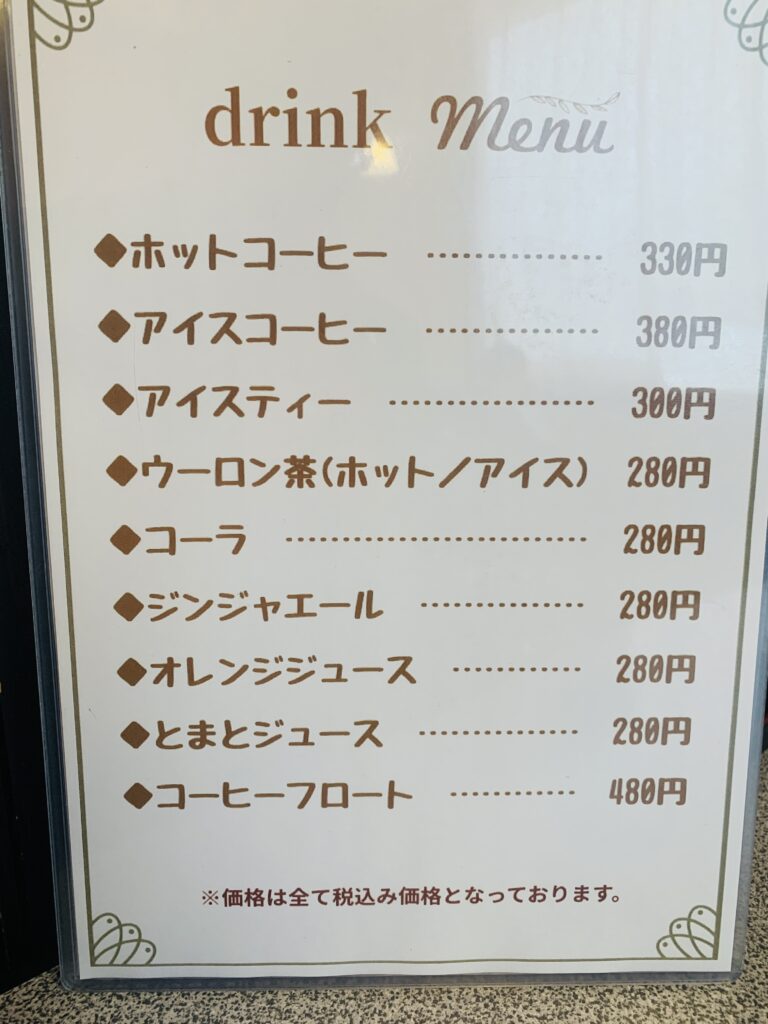 drink Menu
◆ホットコーヒー ……………… 330円
◆アイスコーヒー ……………… 380円
◆アイスティー ………………… 300円
◆ウーロン茶(ホット/アイス) 280円
◆コーラ ………………………… 280円
◆ジンジャエール ……………… 280円
◆オレンジジュース ………… 280円
◆とまとジュース …………… 280円
◆コーヒーフロート ………… 480円
※価格は全て税込み価格となっております。